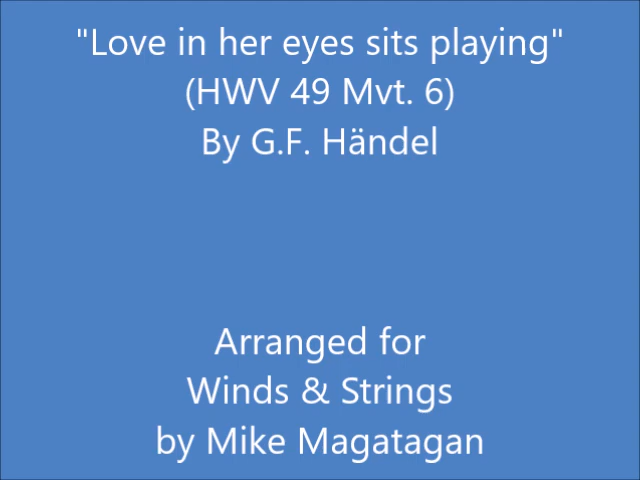 "Love in her eyes sits playing"
(HWV 49 Mvt. 6)
By G.F. Händel
Arranged for
Winds & Strings
by Mike Magatagan